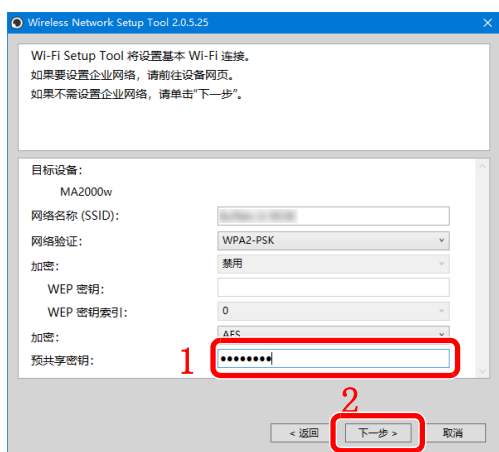 Wireless Network Setup Tool 2.0.5.25
Wi-Fi Setup Tool 将设置基本 Wi-Fi 连接。
如果要设置企业网络，请前往设备网页。
如果不需设置企业网络，请单击"下一步"。
目标设备：
MA2000w
网络名称 (SSID)：
网络验证： WPA2-PSK
加密： 禁用
WEP 密钥：
WEP 密钥索引： 0
加密： AES
预共享密钥： ●●●●●●●●
1
2
< 返回 下一步 > 取消